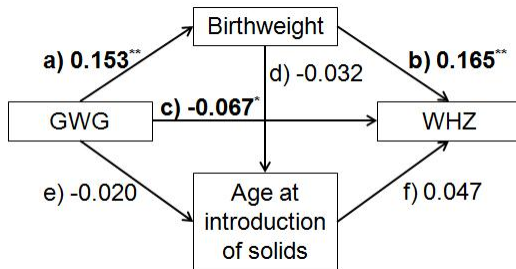 Birthweight
a) 0.153**
b) 0.165**
d) -0.032
c) -0.067*
GWG
WHZ
e) -0.020
Age at
introduction
of solids
f) 0.047